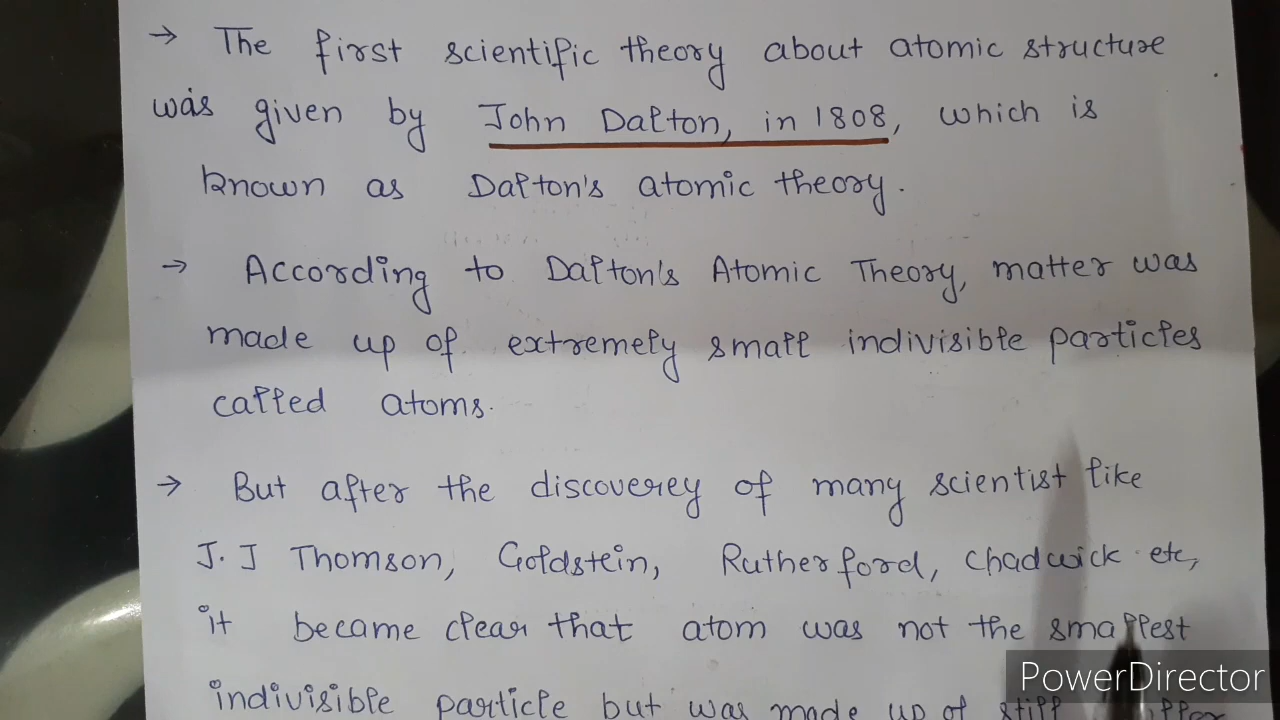 → The first scientific theory about atomic structure
was given by John Dalton, in 1808, which is
known as Dalton's atomic theory.
→ According to Dalton's Atomic Theory, matter was
made up of extremely small indivisible particles
called atoms.
→ But after the discoverey of many scientist like
J. J Thomson, Goldstein, Rutherford, Chadwick etc,
it became clear that atom was not the smallest
indivisible particle but was made up of still
PowerDirector